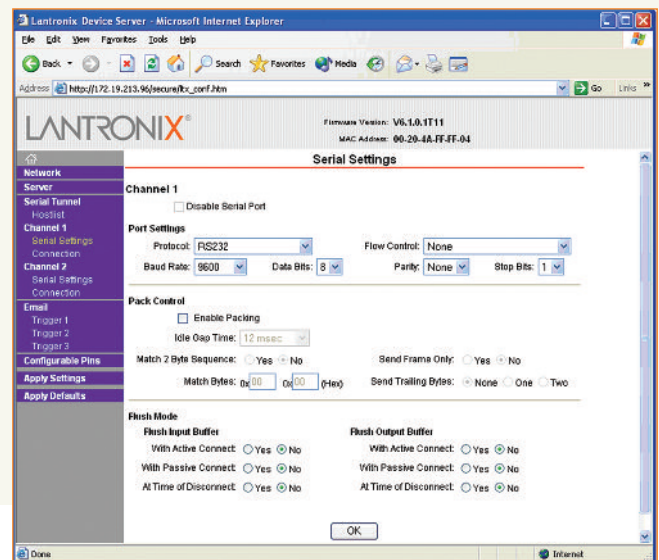 Lantronix Device Server - Microsoft Internet Explorer
File Edit View Favorites Tools Help
Back Search Favorites Media
Address http://172.19.213.96/secure/ltx_conf.htm Go Links »
LANTRONIX®
Firmware Version: V6.1.0.1T11
MAC Address: 00-20-4A-FF-FF-04
Network
Server
Serial Tunnel
Hostlist
Channel 1
Serial Settings
Connection
Channel 2
Serial Settings
Connection
Email
Trigger 1
Trigger 2
Trigger 3
Configurable Pins
Apply Settings
Apply Defaults
Serial Settings
Channel 1
Disable Serial Port
Port Settings
Protocol: RS232 Flow Control: None
Baud Rate: 9600 Data Bits: 8 Parity: None Stop Bits: 1
Pack Control
Enable Packing
Idle Gap Time: 12 msec
Match 2 Byte Sequence: Yes No Send Frame Only: Yes No
Match Bytes: 0x 00 0x 00 (Hex) Send Trailing Bytes: None One Two
Flush Mode
Flush Input Buffer Flush Output Buffer
With Active Connect: Yes No With Active Connect: Yes No
With Passive Connect: Yes No With Passive Connect: Yes No
At Time of Disconnect: Yes No At Time of Disconnect: Yes No
OK
Done Internet